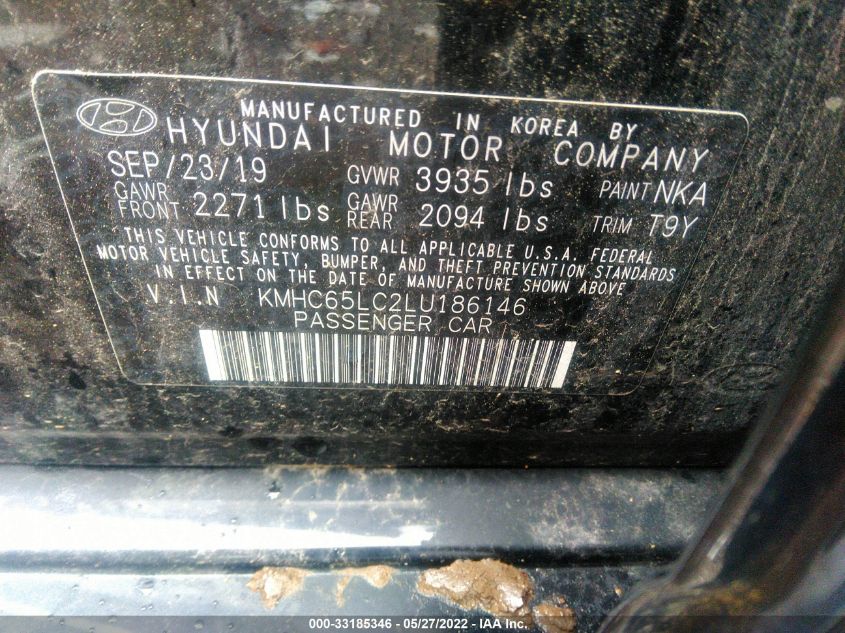 MANUFACTURED IN KOREA BY
HYUNDAI MOTOR COMPANY
SEP/23/19 GVWR 3935 lbs PAINT NKA
GAWR FRONT 2271 lbs GAWR REAR 2094 lbs TRIM T9Y
THIS VEHICLE CONFORMS TO ALL APPLICABLE U.S.A. FEDERAL
MOTOR VEHICLE SAFETY, BUMPER, AND THEFT PREVENTION STANDARDS
IN EFFECT ON THE DATE OF MANUFACTURE SHOWN ABOVE
V.I.N KMHC65LC2LU186146
PASSENGER CAR
000-33185346 - 05/27/2022 - IAA Inc.